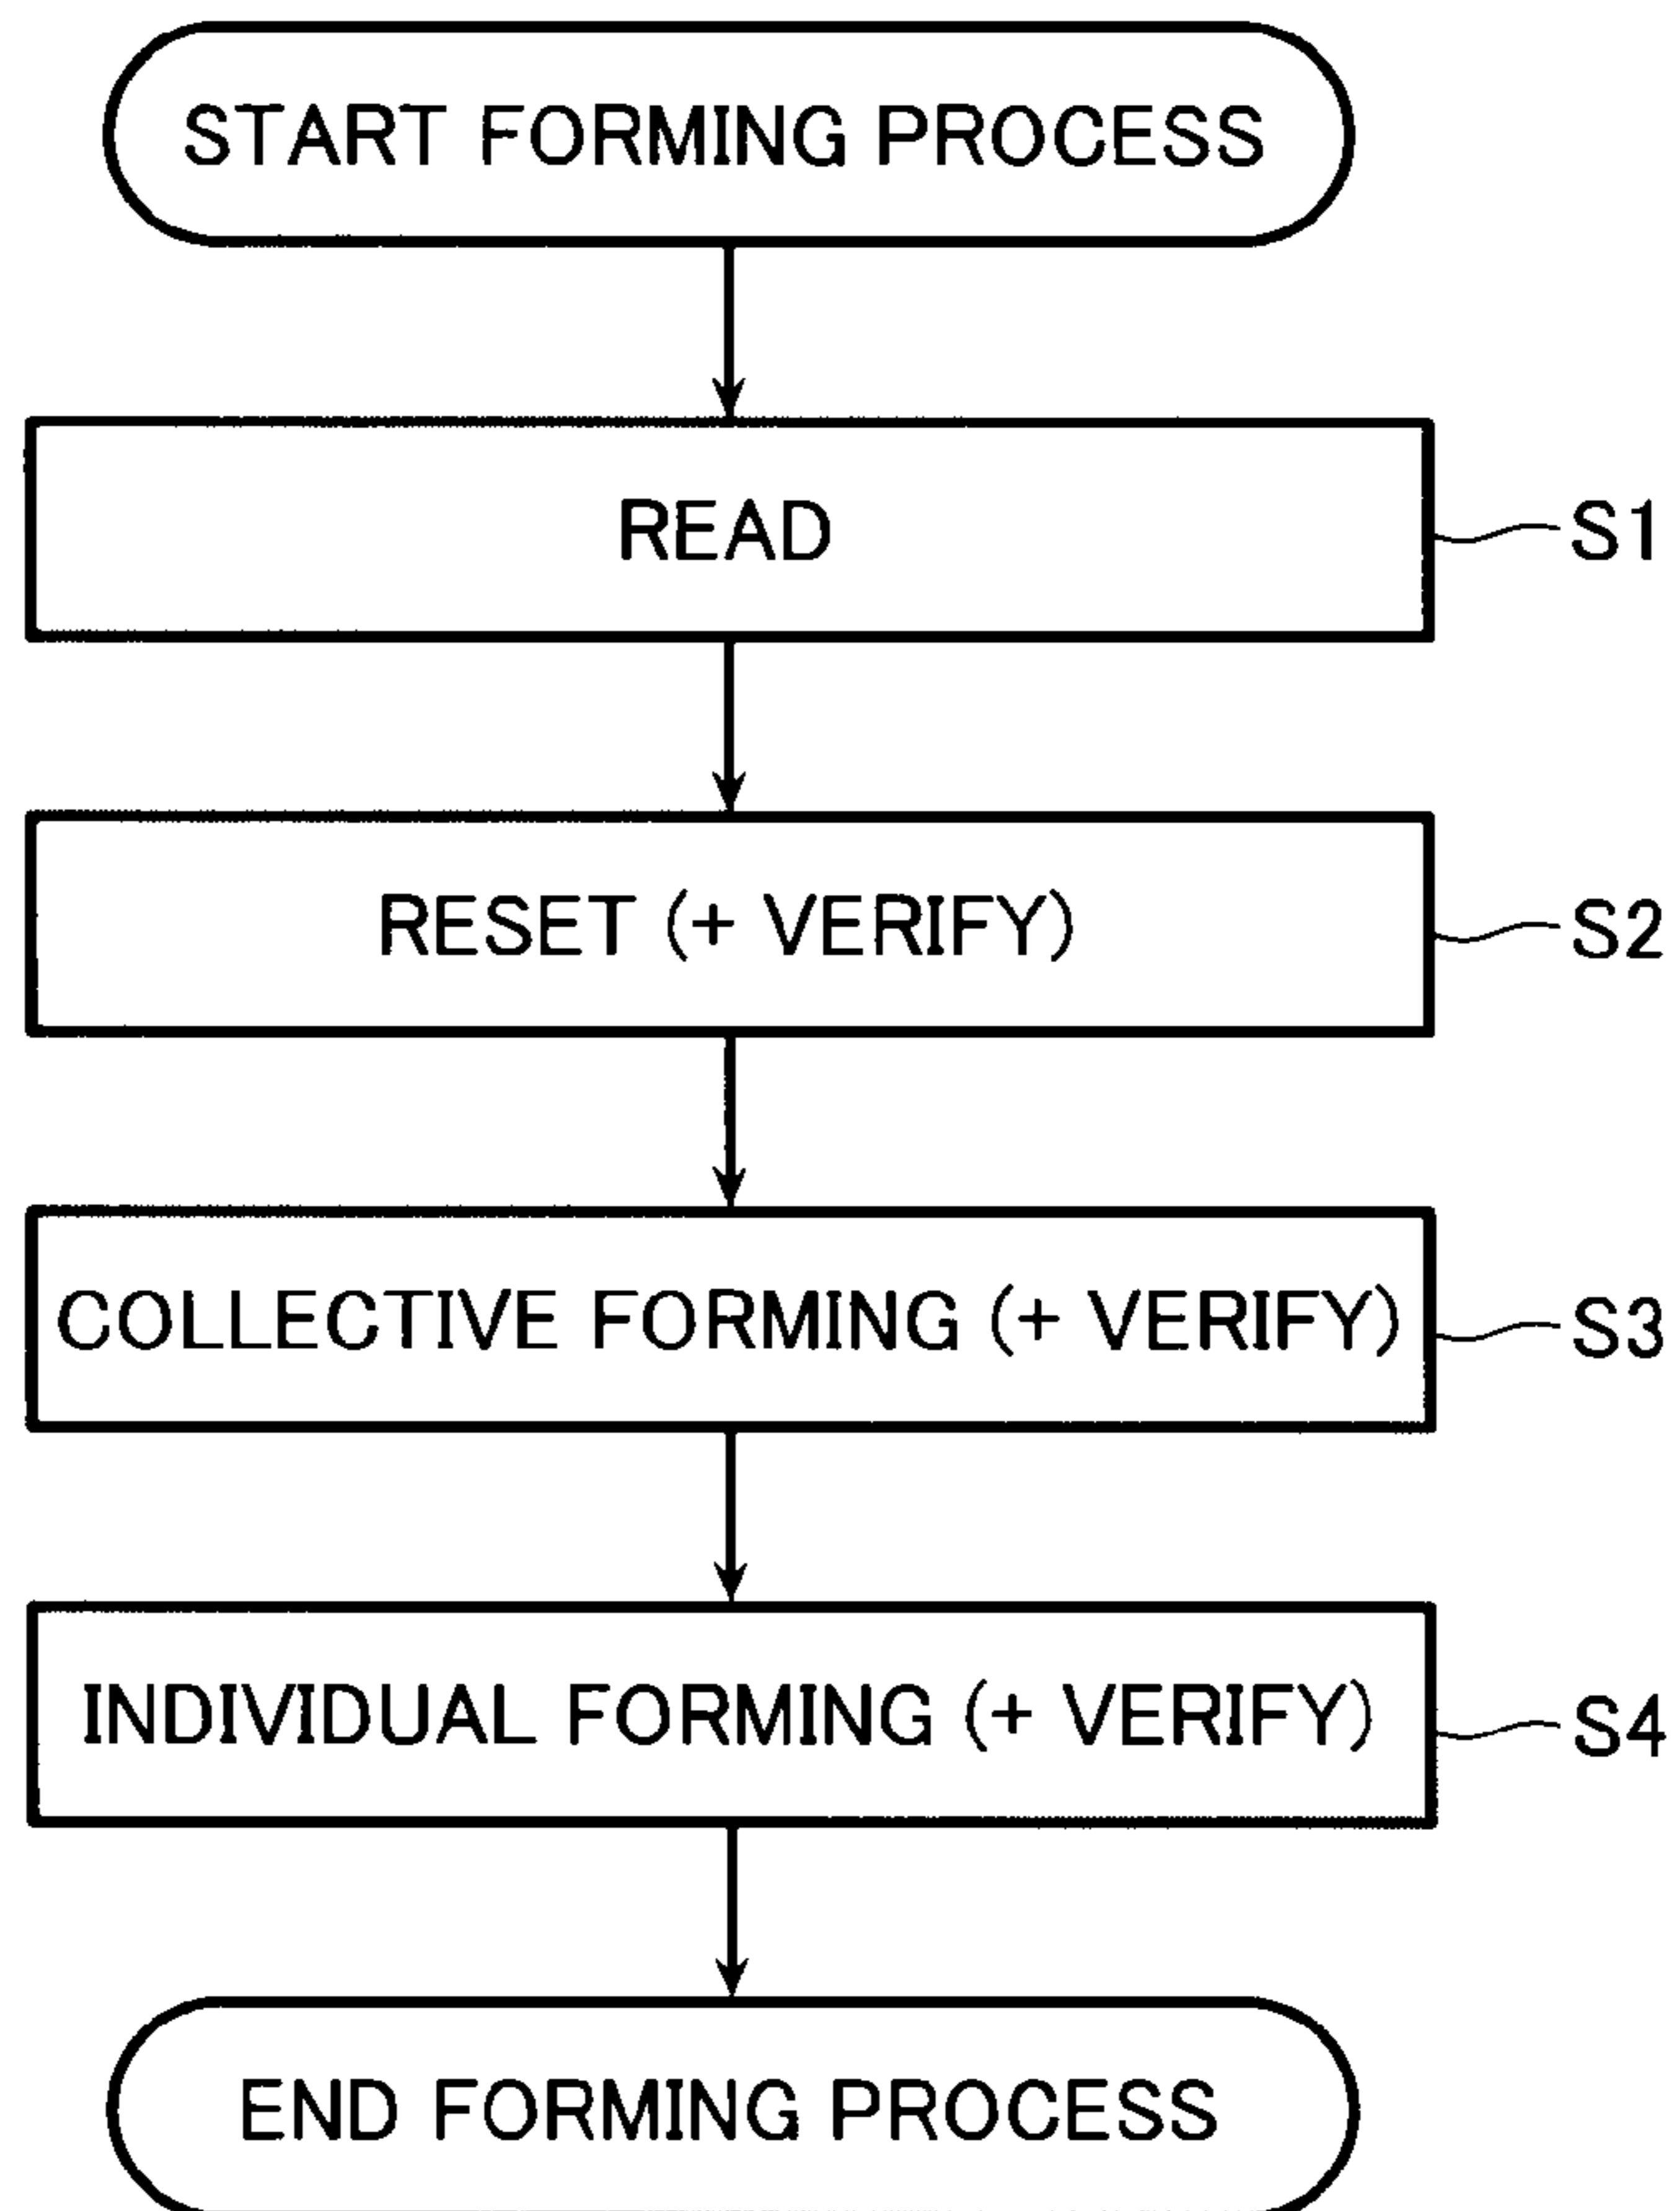 START FORMING PROCESS
READ
S1
RESET (+ VERIFY)
S2
COLLECTIVE FORMING (+ VERIFY)
S3
INDIVIDUAL FORMING (+ VERIFY)
S4
END FORMING PROCESS